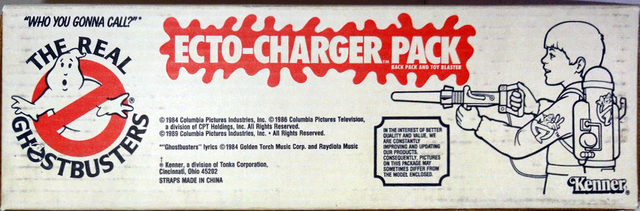 "WHO YOU GONNA CALL?"*
THE REAL
GHOSTBUSTERS
ECTO-CHARGER PACK
TM
BACK PACK AND TOY BLASTER
© 1984 Columbia Pictures Industries, Inc. © 1986 Columbia Pictures Television,
a division of CPT Holdings, Inc. All Rights Reserved.
© 1989 Columbia Pictures Industries, Inc. • All Rights Reserved.
*"Ghostbusters" lyrics © 1984 Golden Torch Music Corp. and Raydiola Music
Kenner, a division of Tonka Corporation,
Cincinnati, Ohio 45202
STRAPS MADE IN CHINA
IN THE INTEREST OF BETTER
QUALITY AND VALUE, WE
ARE CONSTANTLY
IMPROVING AND UPDATING
OUR PRODUCTS.
CONSEQUENTLY, PICTURES
ON THIS PACKAGE MAY
SOMETIMES DIFFER FROM
THE MODEL ENCLOSED.
Kenner